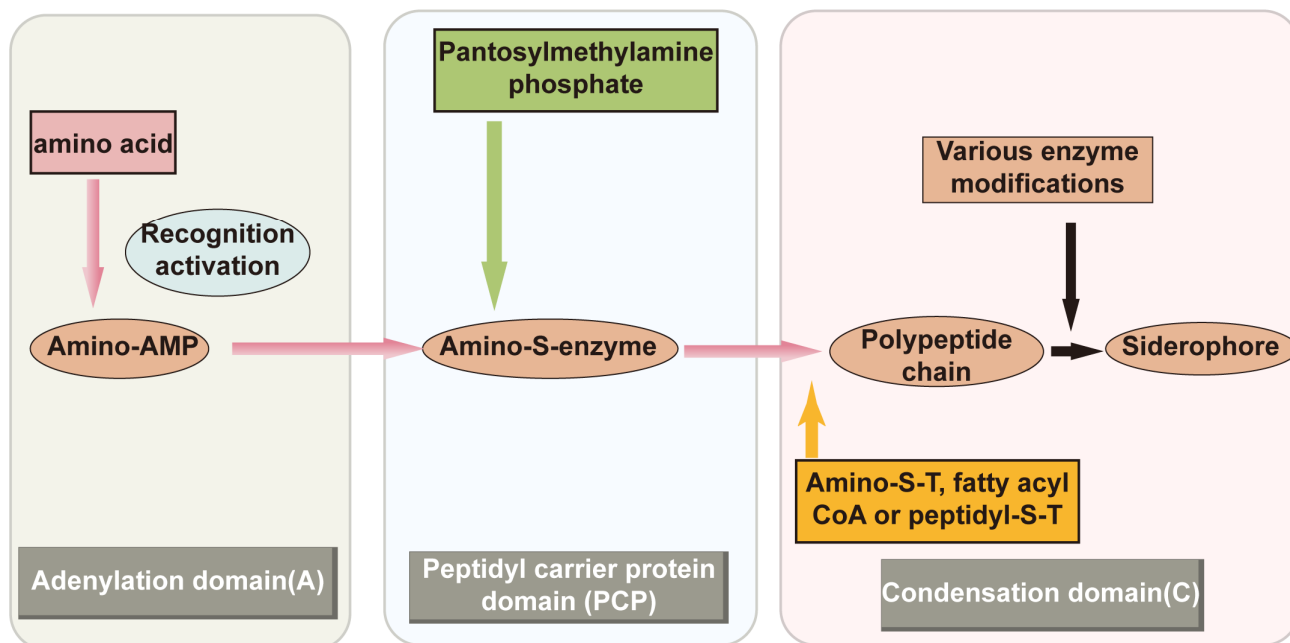 amino acid
Recognition
activation
Amino-AMP
Adenylation domain(A)
Pantosylmethylamine
phosphate
Amino-S-enzyme
Peptidyl carrier protein
domain (PCP)
Various enzyme
modifications
Polypeptide
chain
Siderophore
Amino-S-T, fatty acyl
CoA or peptidyl-S-T
Condensation domain(C)